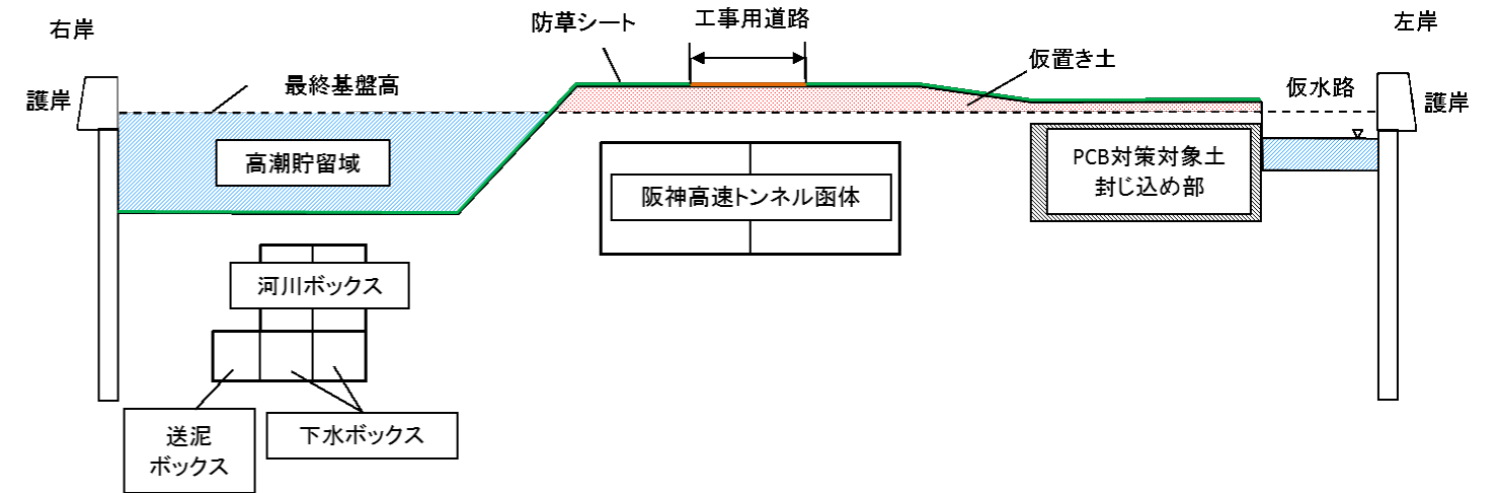 右岸
防草シート
工事用道路
左岸
最終基盤高
仮置き土
仮水路
護岸
護岸
高潮貯留域
PCB対策対象土
封じ込め部
阪神高速トンネル函体
河川ボックス
送泥
ボックス
下水ボックス